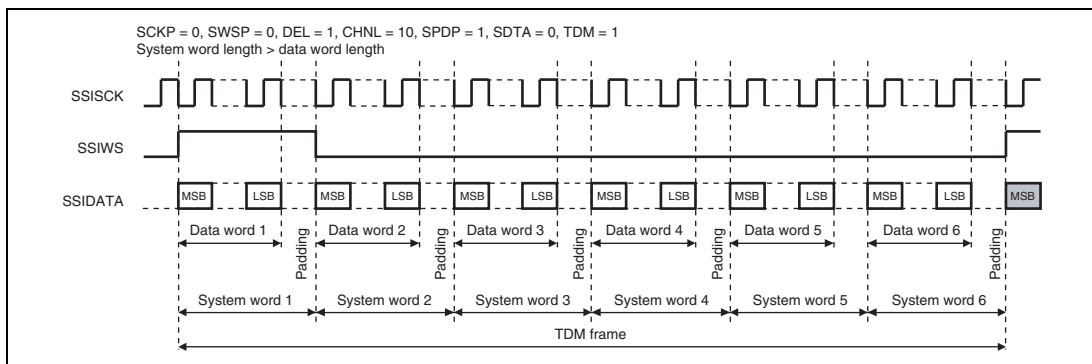 SCKP = 0, SWSP = 0, DEL = 1, CHNL = 10, SPDP = 1, SDTA = 0, TDM = 1
System word length > data word length
SSISCK
SSIWS
SSIDATA
MSB LSB MSB LSB MSB LSB MSB LSB MSB LSB MSB LSB MSB
Data word 1 Data word 2 Data word 3 Data word 4 Data word 5 Data word 6
Padding Padding Padding Padding Padding
System word 1 System word 2 System word 3 System word 4 System word 5 System word 6
TDM frame